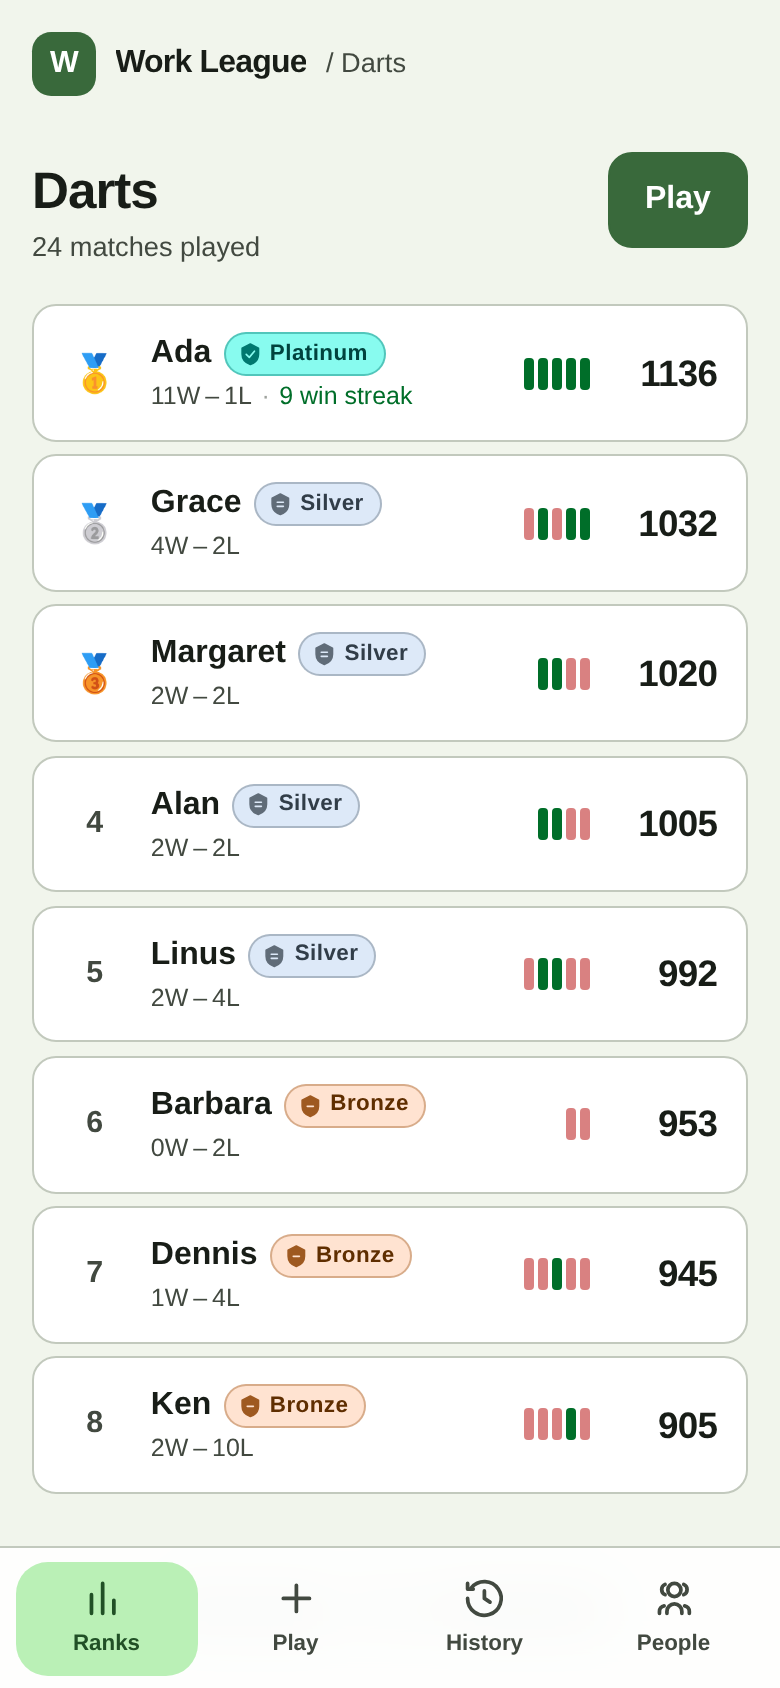 W Work League / Darts
Darts
Play
24 matches played
1 Ada Platinum
11W – 1L · 9 win streak
1136
2 Grace Silver
4W – 2L
1032
3 Margaret Silver
2W – 2L
1020
4 Alan Silver
2W – 2L
1005
5 Linus Silver
2W – 4L
992
6 Barbara Bronze
0W – 2L
953
7 Dennis Bronze
1W – 4L
945
8 Ken Bronze
2W – 10L
905
Ranks Play History People